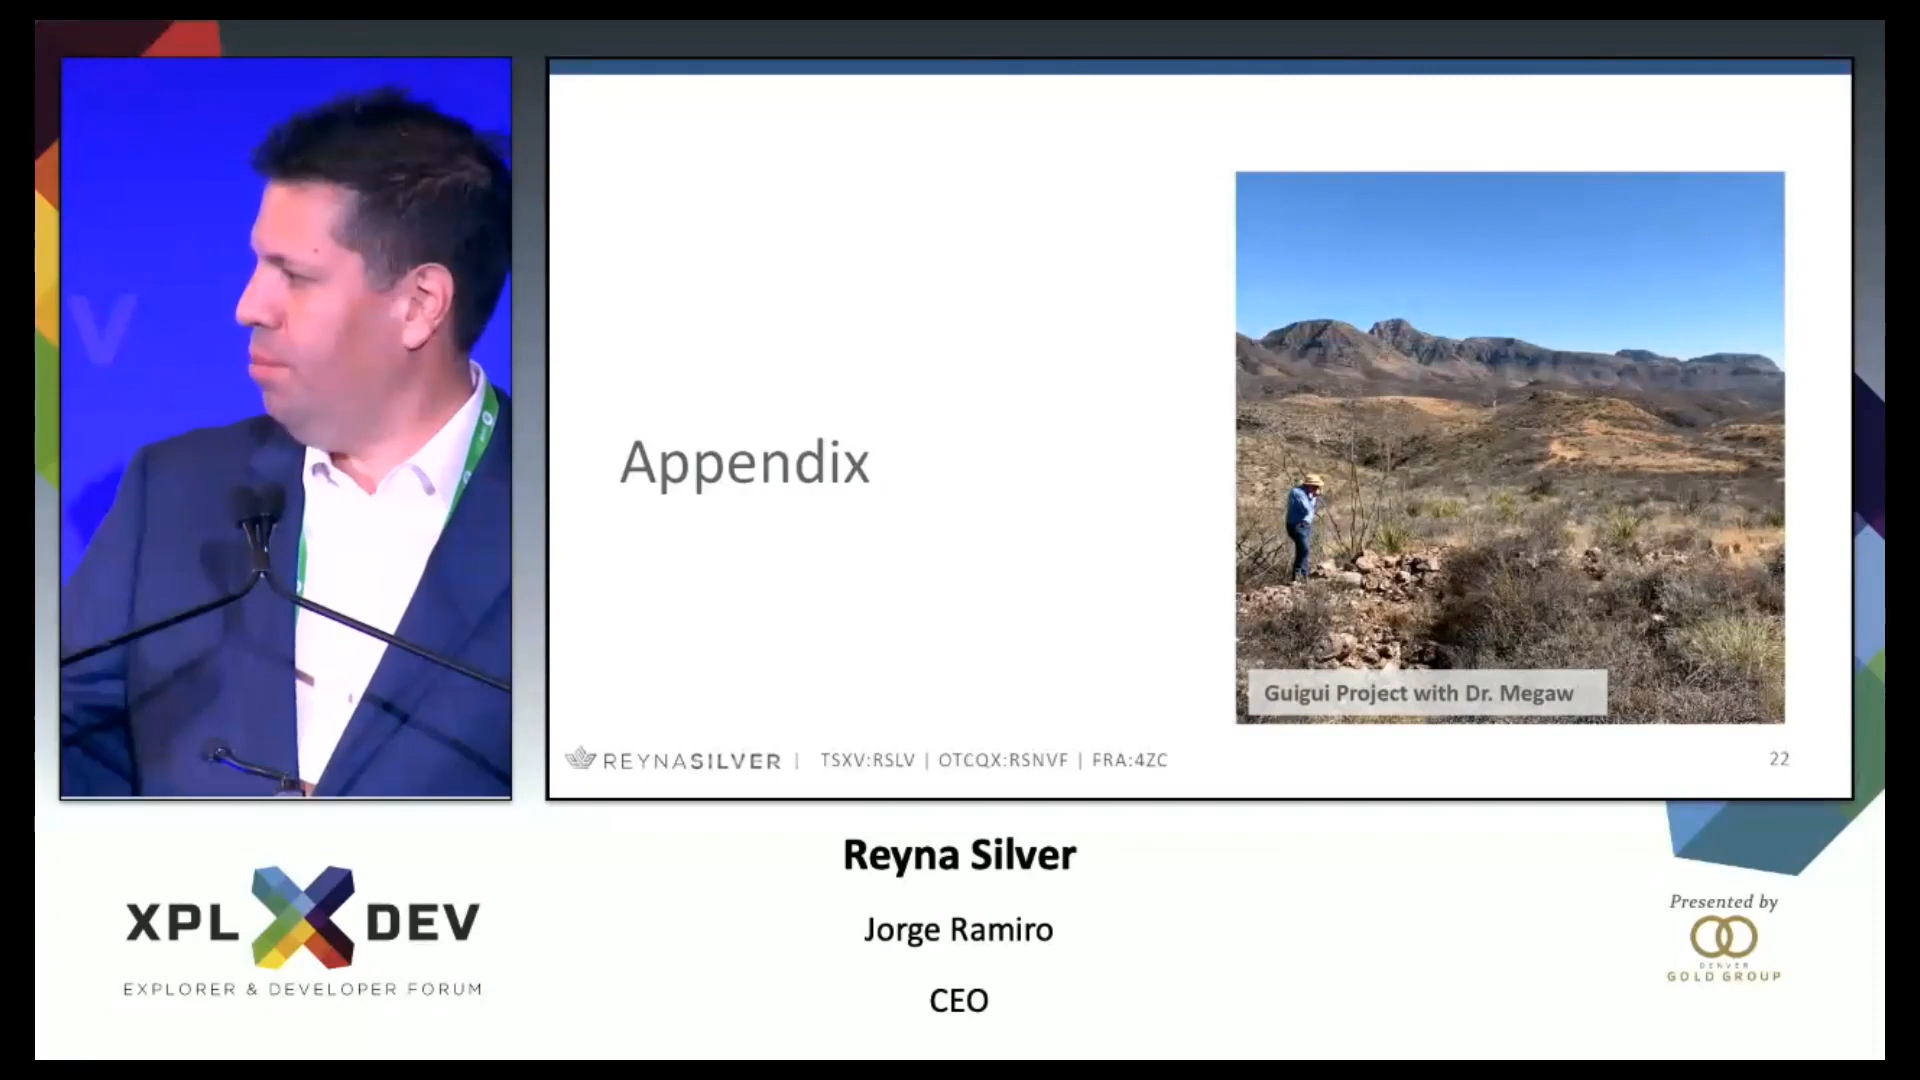 V
Appendix
Guigui Project with Dr. Megaw
REYNASILVER | TSXV:RSLV | OTCQX:RSNVF | FRA:4ZC
22
Reyna Silver
Jorge Ramiro
CEO
XPL DEV
EXPLORER & DEVELOPER FORUM
Presented by
DENVER
GOLD GROUP